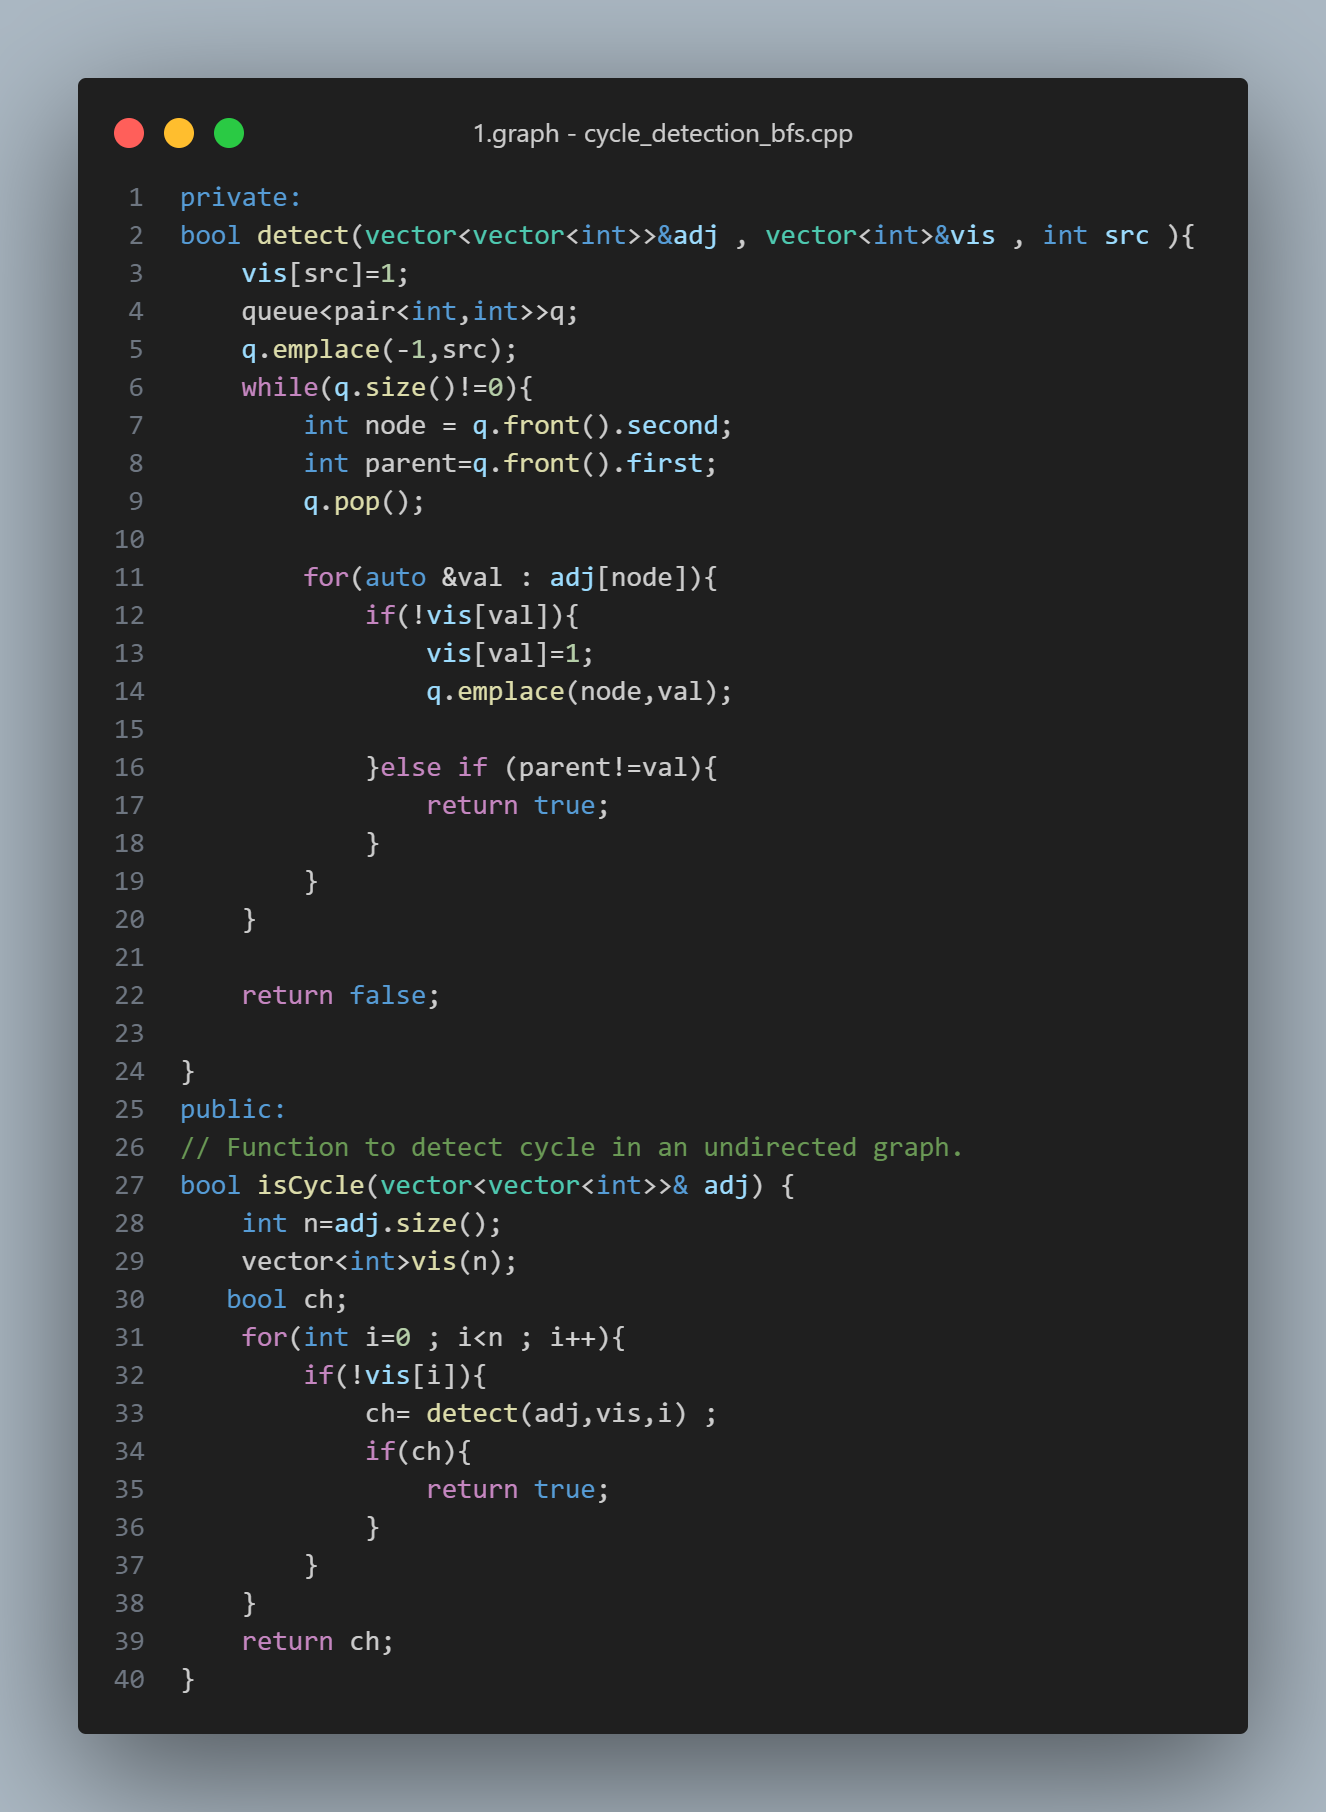 1.graph - cycle_detection_bfs.cpp
1 private:
2 bool detect(vector<vector<int>>&adj , vector<int>&vis , int src ){
3     vis[src]=1;
4     queue<pair<int,int>>q;
5     q.emplace(-1,src);
6     while(q.size()!=0){
7         int node = q.front().second;
8         int parent=q.front().first;
9         q.pop();
10
11         for(auto &val : adj[node]){
12             if(!vis[val]){
13                 vis[val]=1;
14                 q.emplace(node,val);
15
16             }else if (parent!=val){
17                 return true;
18             }
19         }
20     }
21
22     return false;
23
24 }
25 public:
26 // Function to detect cycle in an undirected graph.
27 bool isCycle(vector<vector<int>>& adj) {
28     int n=adj.size();
29     vector<int>vis(n);
30    bool ch;
31     for(int i=0 ; i<n ; i++){
32         if(!vis[i]){
33             ch= detect(adj,vis,i) ;
34             if(ch){
35                 return true;
36             }
37         }
38     }
39     return ch;
40 }